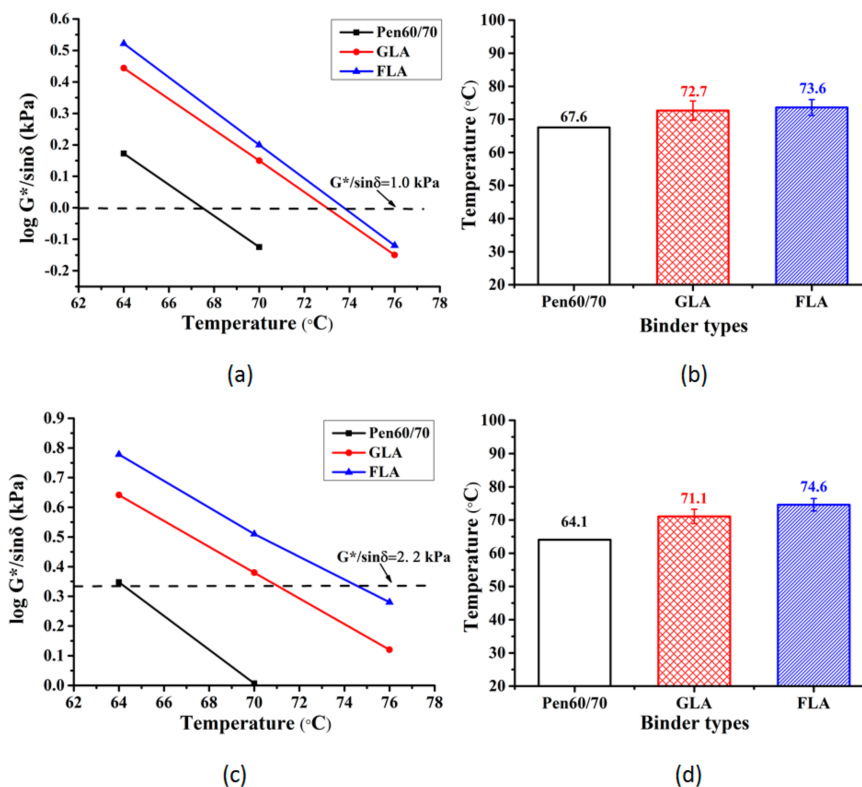 0.6
0.5
0.4
0.3
0.2
0.1
0.0
-0.1
-0.2
log G*/sinδ (kPa)
Pen60/70
GLA
FLA
G*/sinδ=1.0 kPa
62 64 66 68 70 72 74 76 78
Temperature (°C)
(a)
100
90
80
70
60
50
40
30
20
Temperature (°C)
67.6
72.7
73.6
Pen60/70 GLA FLA
Binder types
(b)
0.9
0.8
0.7
0.6
0.5
0.4
0.3
0.2
0.1
0.0
log G*/sinδ (kPa)
Pen60/70
GLA
FLA
G*/sinδ=2. 2 kPa
62 64 66 68 70 72 74 76 78
Temperature (°C)
(c)
100
90
80
70
60
50
40
30
20
Temperature (°C)
64.1
71.1
74.6
Pen60/70 GLA FLA
Binder types
(d)